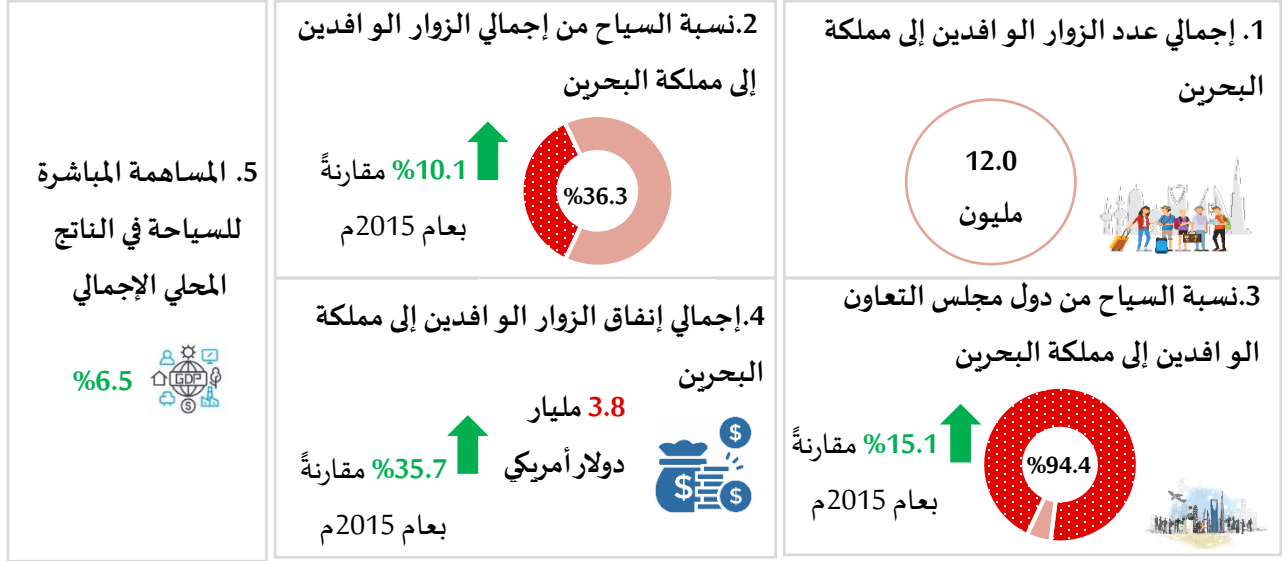 1. إجمالي عدد الزوار الو افدين إلى مملكة
البحرين
12.0
مليون
2.نسبة السياح من إجمالي الزوار الو افدين
إلى مملكة البحرين
%36.3
%10.1 مقارنةً
بعام 2015م
3.نسبة السياح من دول مجلس التعاون
الو افدين إلى مملكة البحرين
%94.4
%15.1 مقارنةً
بعام 2015م
4.إجمالي إنفاق الزوار الو افدين إلى مملكة
البحرين
3.8 مليار
دولار أمريكي
%35.7 مقارنةً
بعام 2015م
5. المساهمة المباشرة
للسياحة في الناتج
المحلي الإجمالي
%6.5
GDP